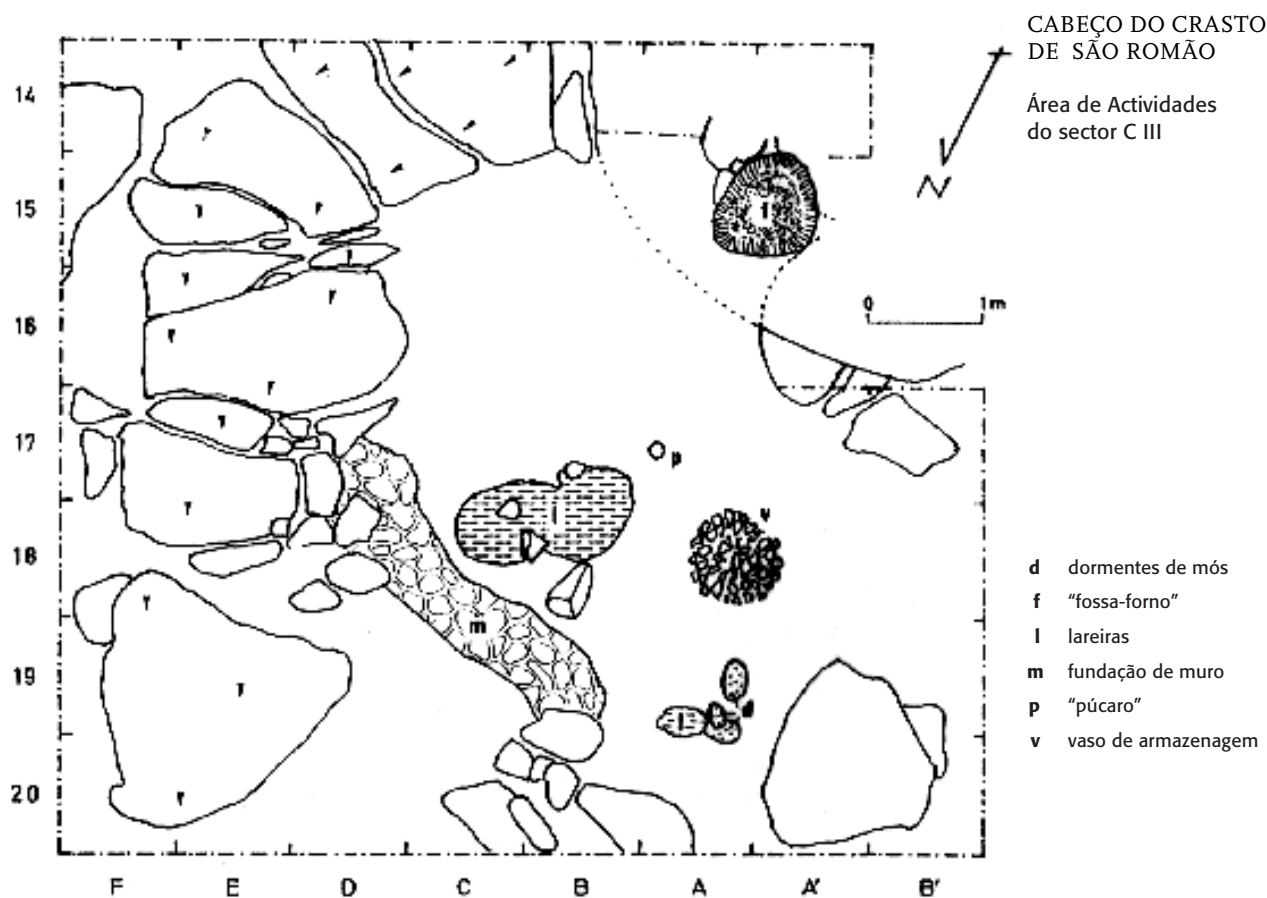 CABEÇO DO CRASTO
DE SÃO ROMÃO
Área de Actividades
do sector C III
N
0 1m
14
15
16
17
18
19
20
f
p
v
l
m
d
l
F E D C B A A' B'
d dormentes de mós
f “fossa-forno”
l lareiras
m fundação de muro
p “púcaro”
v vaso de armazenagem